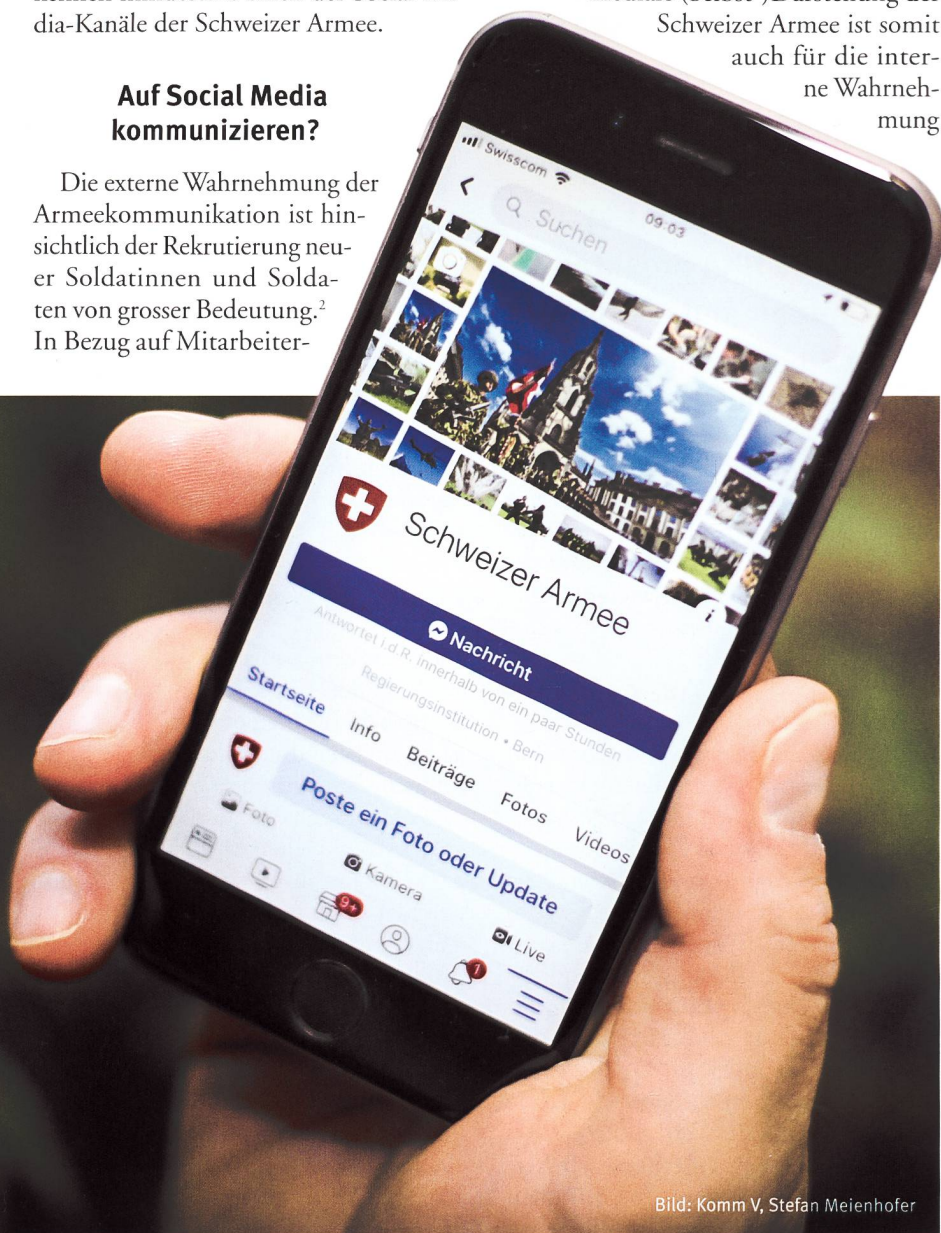 dia-Kanäle der Schweizer Armee.
Auf Social Media
kommunizieren?
Die externe Wahrnehmung der
Armeekommunikation ist hin-
sichtlich der Rekrutierung neu-
er Soldatinnen und Solda-
ten von grosser Bedeutung.²
In Bezug auf Mitarbeiter-
Schweizer Armee ist somit
auch für die inter-
ne Wahrneh-
mung
Swisscom
09:03
Suchen
Schweizer Armee
i
Nachricht
Antwortet i.d.R. innerhalb von ein paar Stunden
Regierungsinstitution • Bern
Startseite
Info
Beiträge
Fotos
Videos
Poste ein Foto oder Update
Foto
Kamera
Live
9+
1
Bild: Komm V, Stefan Meienhofer